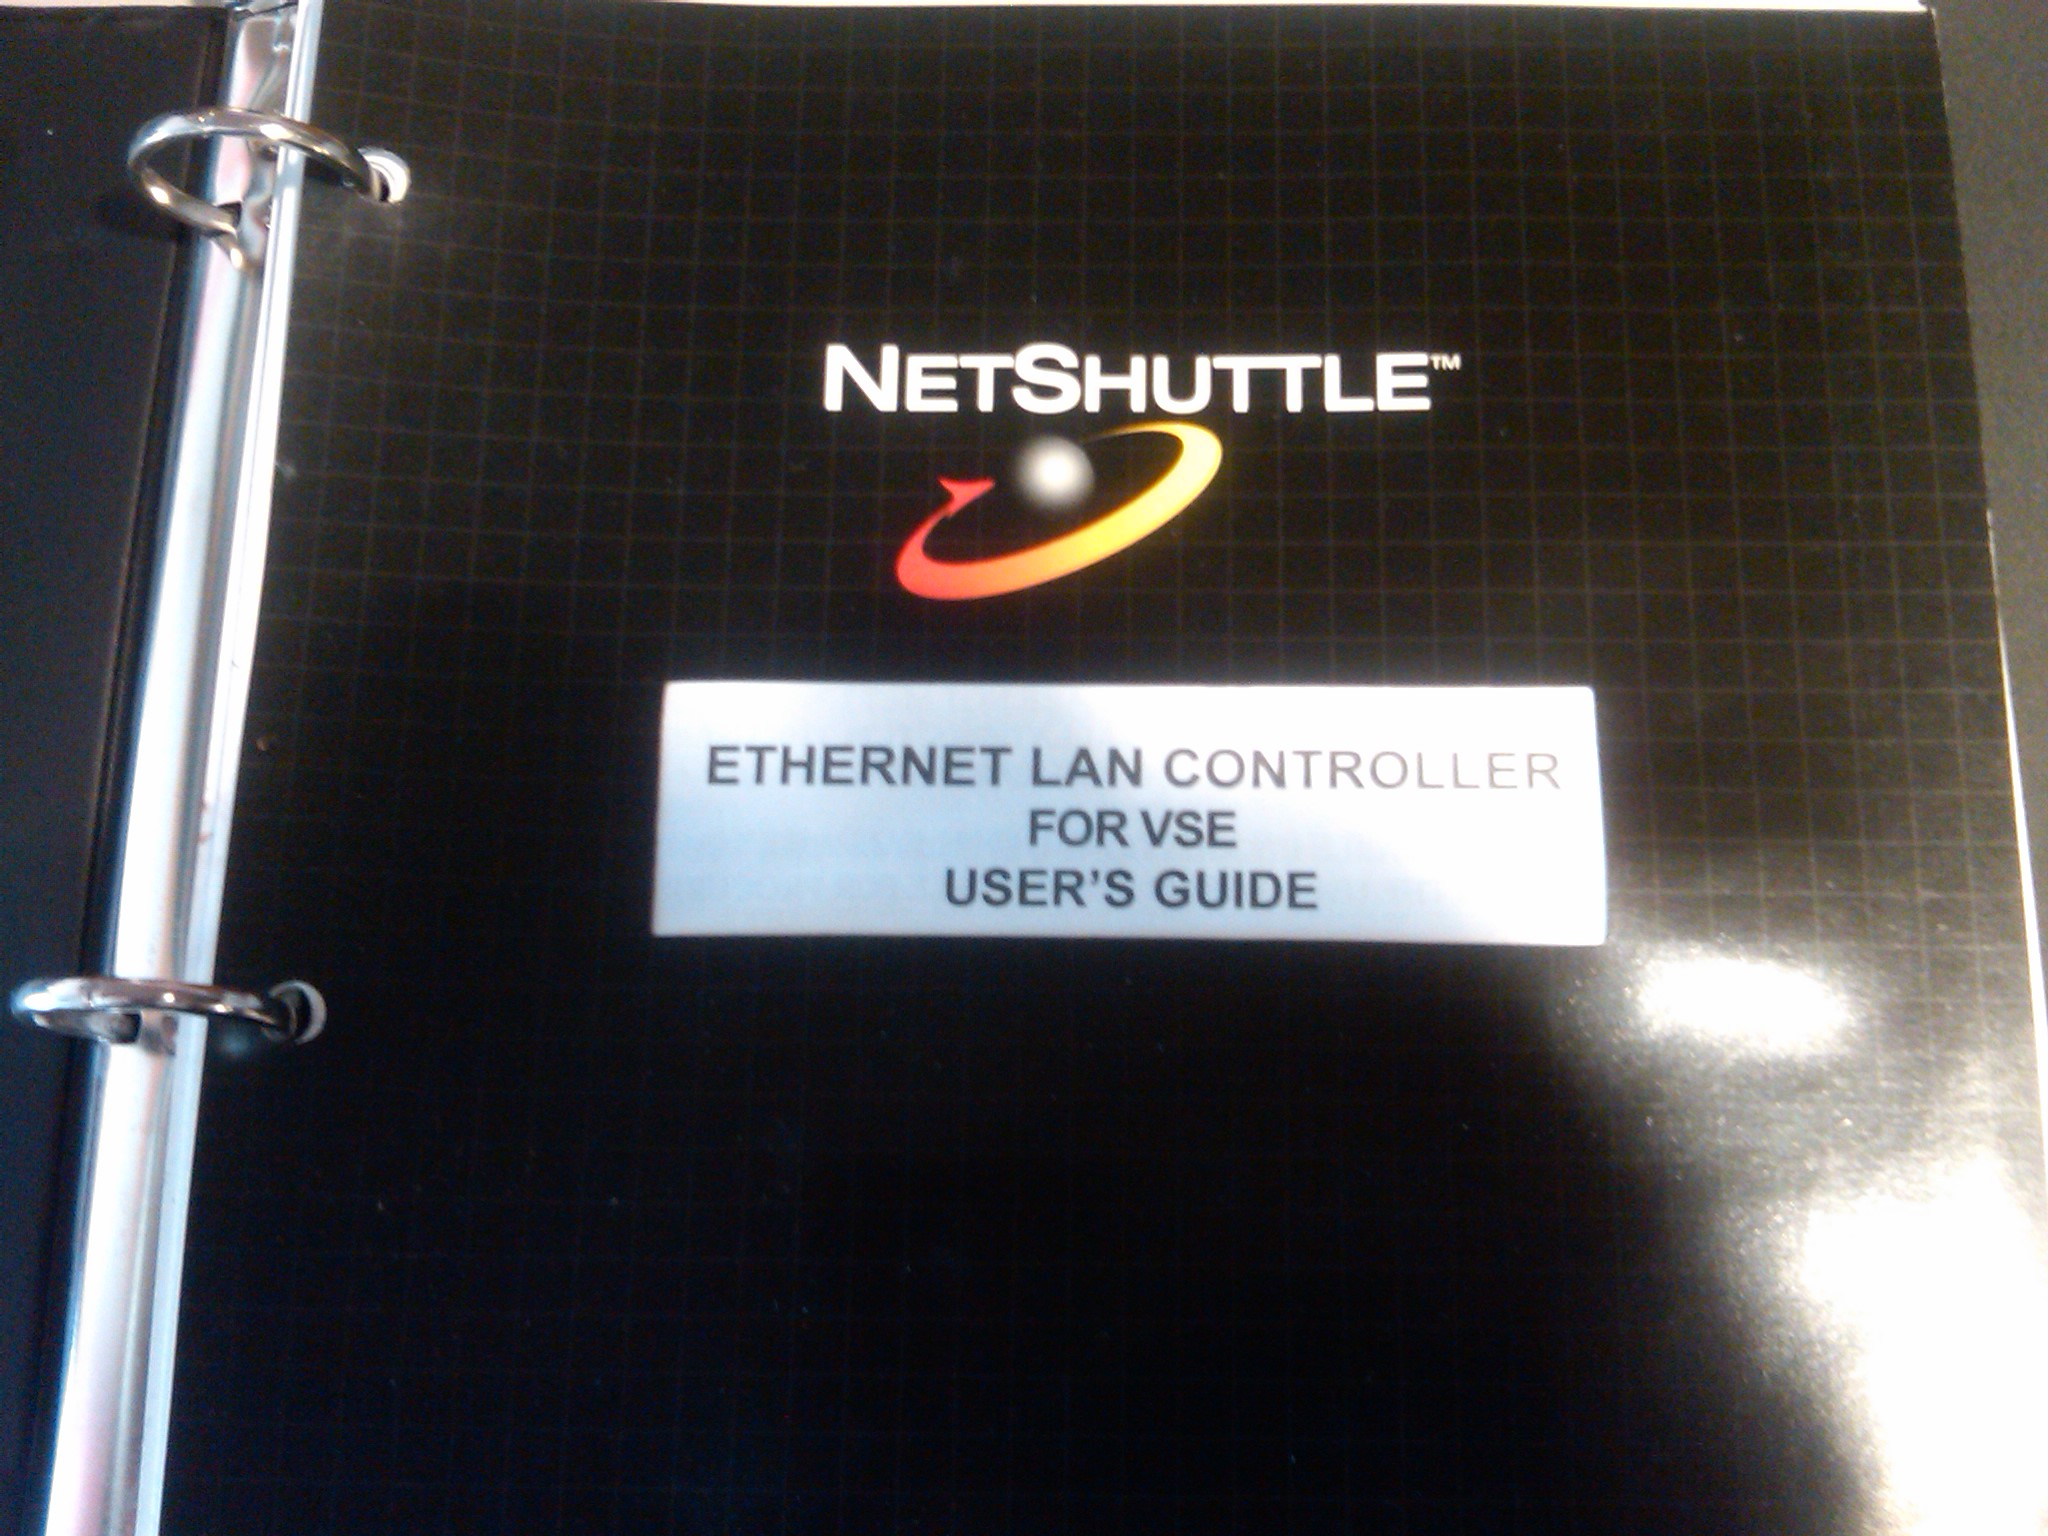 NETSHUTTLE™
ETHERNET LAN CONTROLLER
FOR VSE
USER'S GUIDE